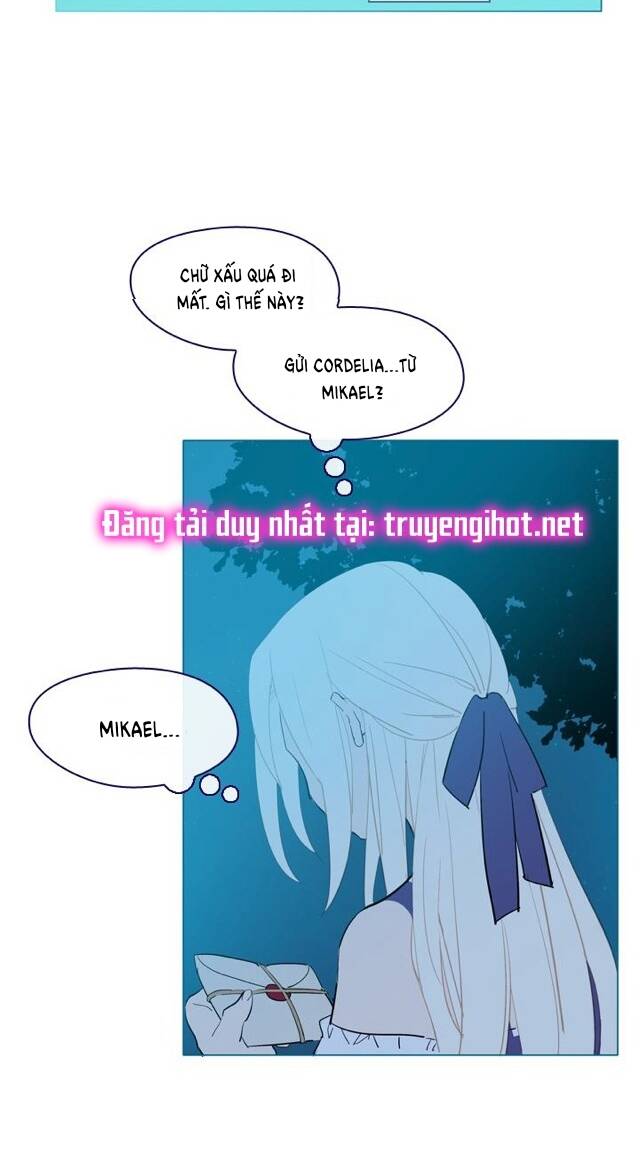 CHỮ XẤU QUÁ ĐI
MẤT. GÌ THẾ NÀY?
GỬI CORDELIA...TỪ
MIKAEL?
Đăng tải duy nhất tại: truyengihot.net
MIKAEL...